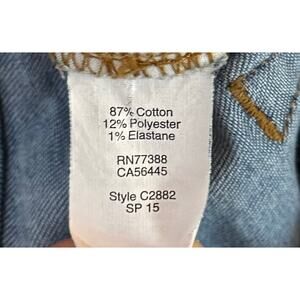 87% Cotton
12% Polyester
1% Elastane
RN77388
CA56445
Style C2882
SP 15